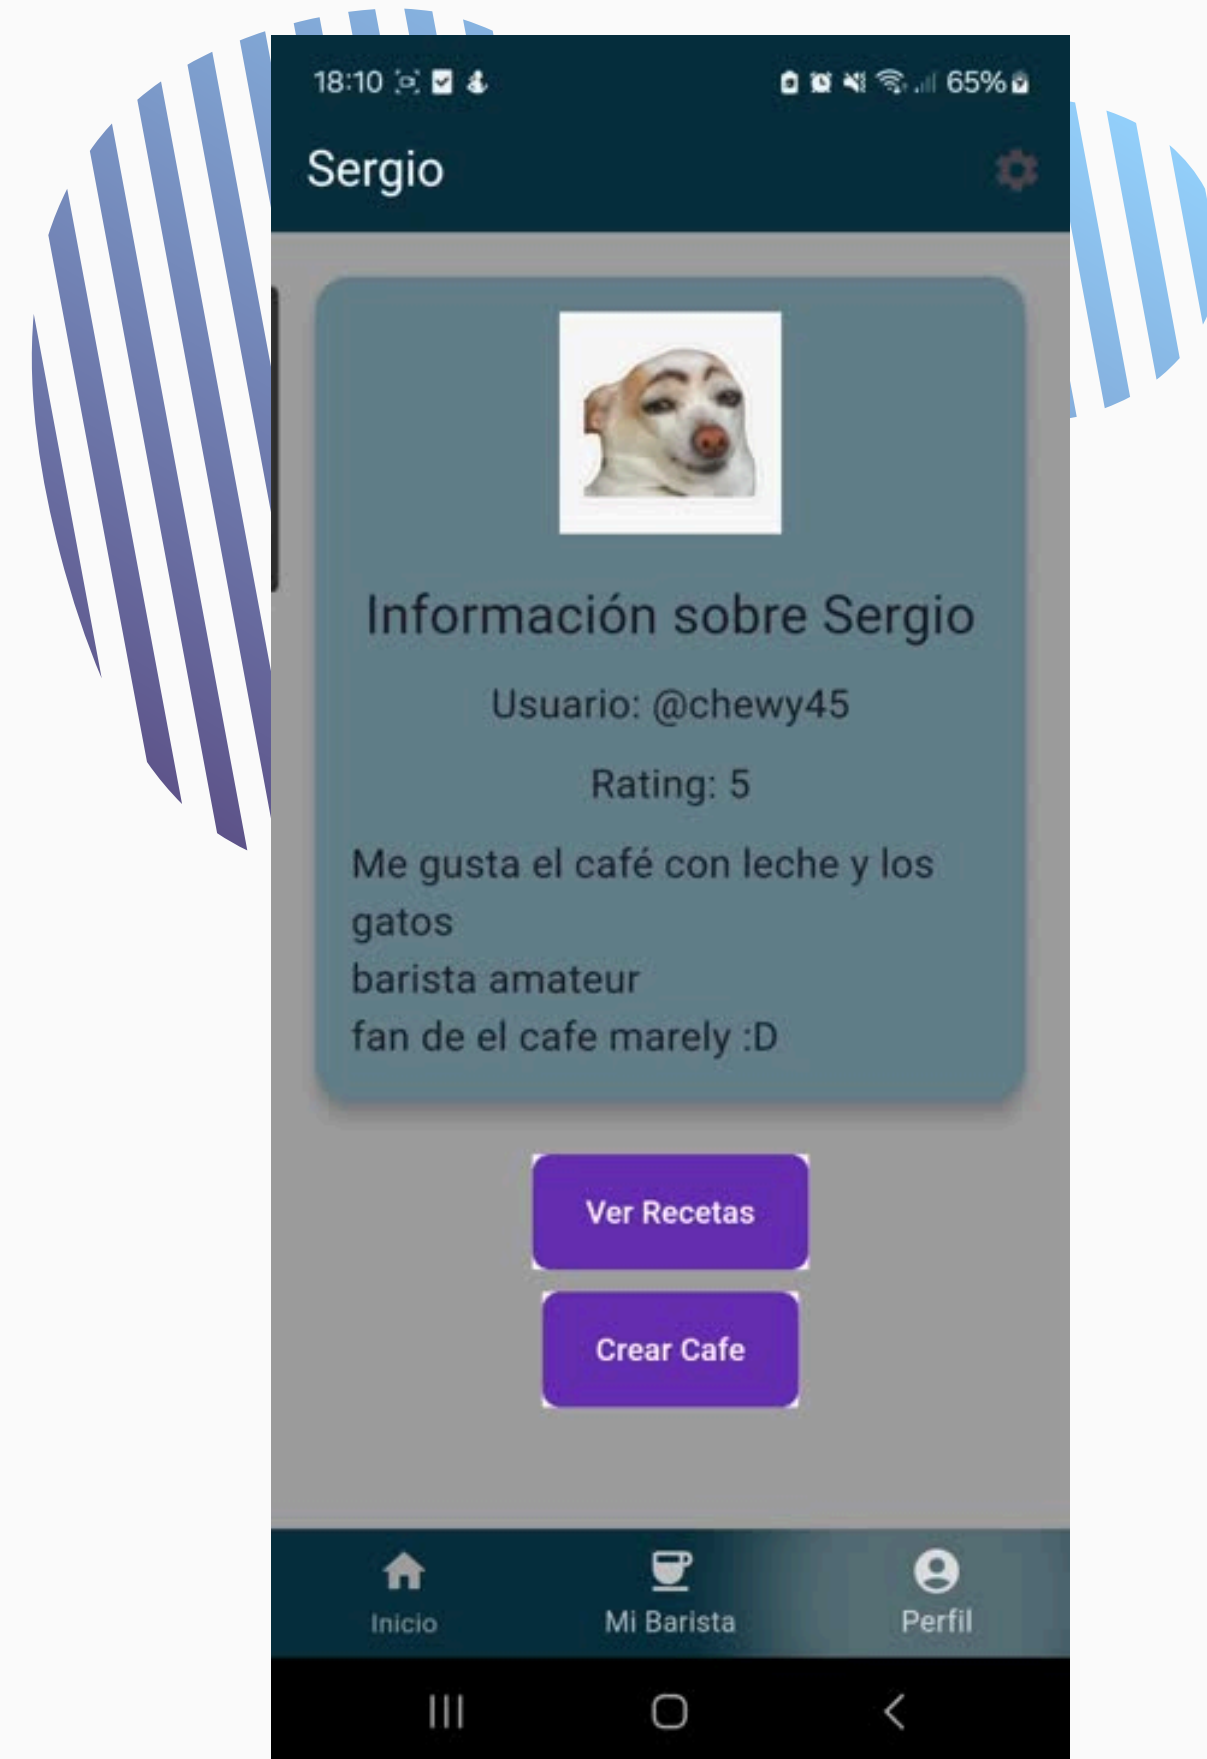 18:10
65%
Sergio
Información sobre Sergio
Usuario: @chewy45
Rating: 5
Me gusta el café con leche y los
gatos
barista amateur
fan de el cafe marely :D
Ver Recetas
Crear Cafe
Inicio
Mi Barista
Perfil